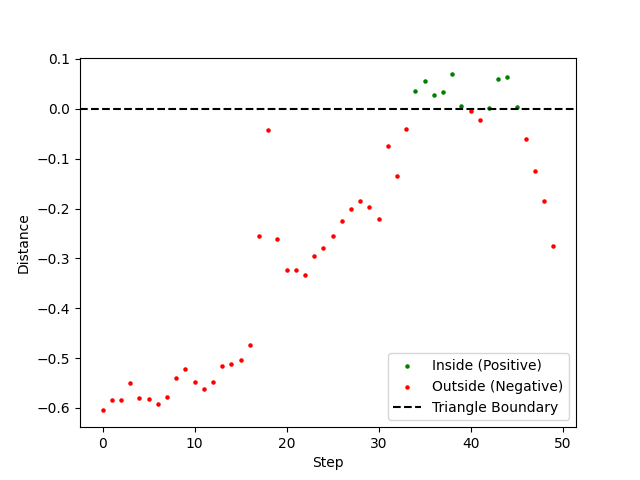 0.1
0.0
−0.1
−0.2
−0.3
−0.4
−0.5
−0.6
Distance
0 10 20 30 40 50
Step
Inside (Positive)
Outside (Negative)
Triangle Boundary